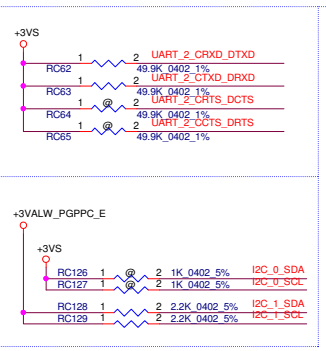 +3VS
1 2 UART_2_CRXD_DTXD
RC62 49.9K_0402_1%
1 2 UART_2_CTXD_DRXD
RC63 49.9K_0402_1%
1 @ 2 UART_2_CRTS_DCTS
RC64 49.9K_0402_1%
1 @ 2 UART_2_CCTS_DRTS
RC65 49.9K_0402_1%
+3VALW_PGPPC_E
+3VS
RC126 1 @ 2 1K_0402_5% I2C_0_SDA
RC127 1 @ 2 1K_0402_5% I2C_0_SCL
RC128 1 2 2.2K_0402_5% I2C_1_SDA
RC129 1 2 2.2K_0402_5% I2C_1_SCL